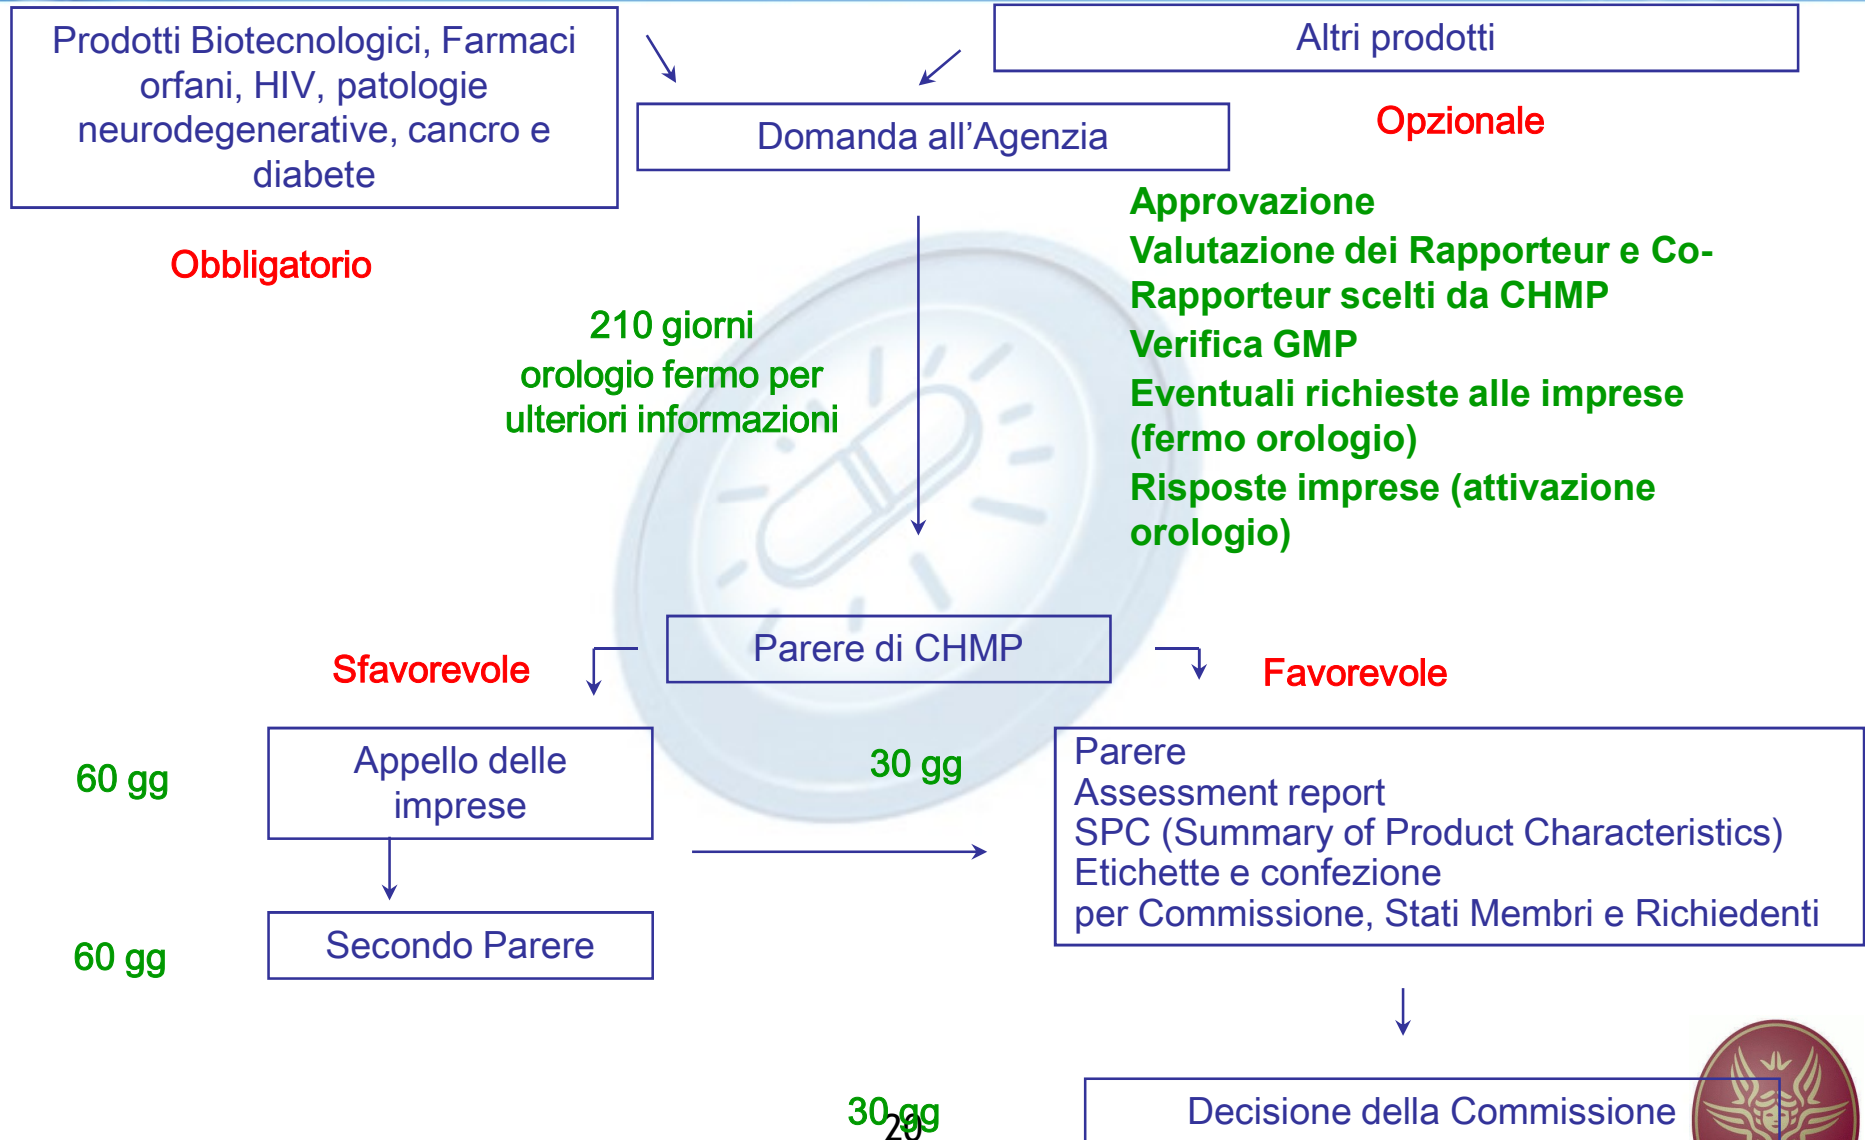 Prodotti Biotecnologici, Farmaci
orfani, HIV, patologie
neurodegenerative, cancro e
diabete
Altri prodotti
Domanda all’Agenzia
Opzionale
Obbligatorio
Approvazione
Valutazione dei Rapporteur e Co-
Rapporteur scelti da CHMP
Verifica GMP
Eventuali richieste alle imprese
(fermo orologio)
Risposte imprese (attivazione
orologio)
210 giorni
orologio fermo per
ulteriori informazioni
Parere di CHMP
Sfavorevole
Favorevole
60 gg
Appello delle
imprese
30 gg
Parere
Assessment report
SPC (Summary of Product Characteristics)
Etichette e confezione
per Commissione, Stati Membri e Richiedenti
60 gg
Secondo Parere
30 gg
20
Decisione della Commissione